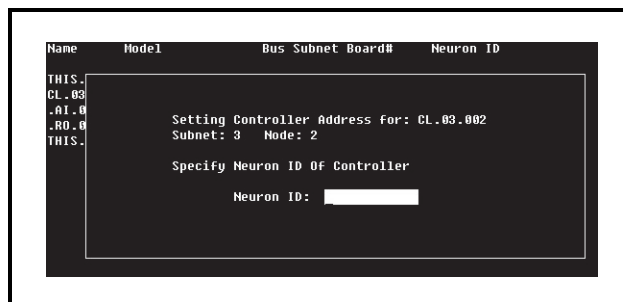 Name Model Bus Subnet Board# Neuron ID
THIS.
CL.03
.AI.0
.RO.0
THIS.
Setting Controller Address for: CL.03.002
Subnet: 3 Node: 2
Specify Neuron ID Of Controller
Neuron ID: